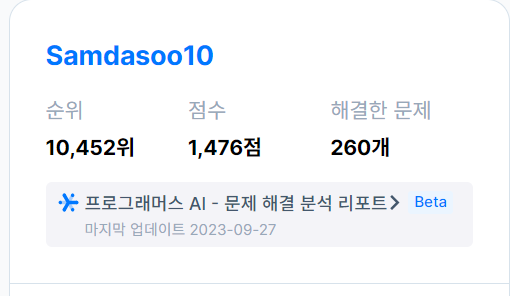 Samdasoo10
순위 점수 해결한 문제
10,452위 1,476점 260개
프로그래머스 AI - 문제 해결 분석 리포트 Beta
마지막 업데이트 2023-09-27